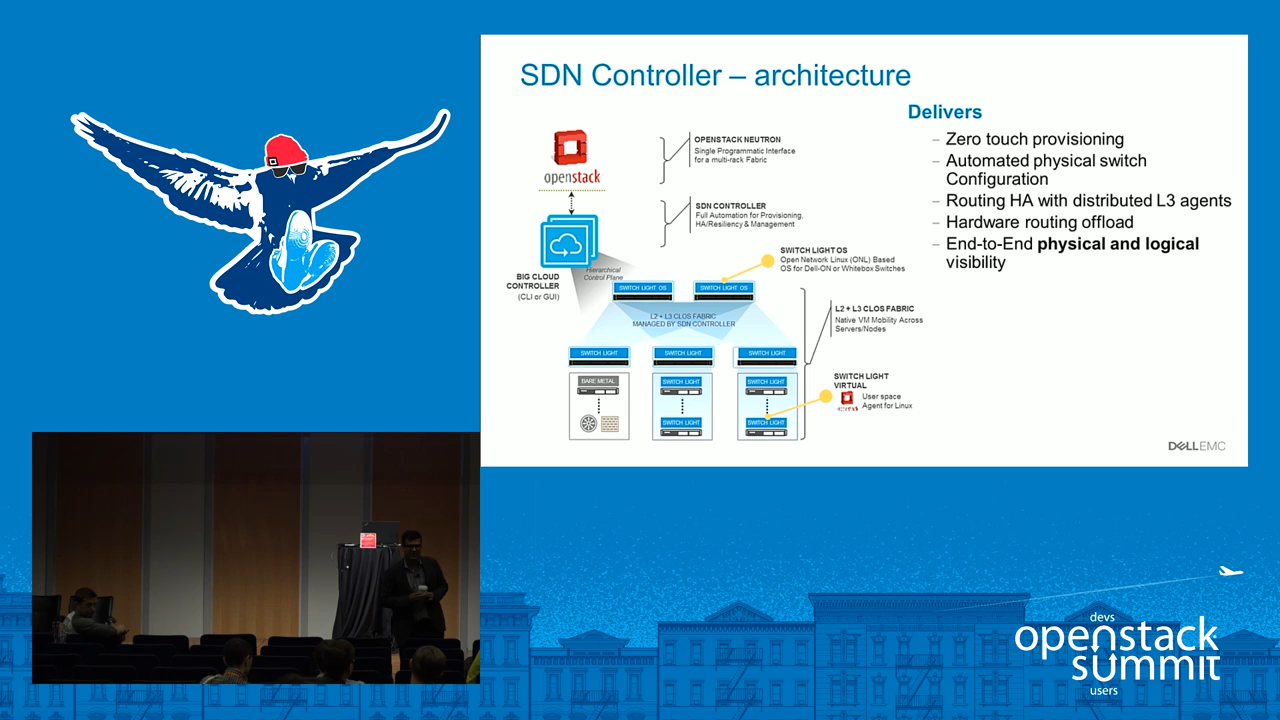 SDN Controller – architecture
Delivers
– Zero touch provisioning
– Automated physical switch
Configuration
– Routing HA with distributed L3 agents
– Hardware routing offload
– End-to-End physical and logical
visibility
openstack
OPENSTACK NEUTRON
Single Programmatic Interface
for a multi-rack Fabric
SDN CONTROLLER
Full Automation for Provisioning,
HA/Resiliency & Management
BIG CLOUD
CONTROLLER
(CLI or GUI)
Hierarchical
Control Plane
SWITCH LIGHT OS
Open Network Linux (ONL) Based
OS for Dell-ON or Whitebox Switches
SWITCH LIGHT OS
SWITCH LIGHT OS
L2 + L3 CLOS FABRIC
MANAGED BY SDN CONTROLLER
L2 + L3 CLOS FABRIC
Native VM Mobility Across
Servers/Nodes
SWITCH LIGHT
SWITCH LIGHT
SWITCH LIGHT
BARE METAL
SWITCH LIGHT
SWITCH LIGHT
SWITCH LIGHT
SWITCH LIGHT
SWITCH LIGHT
VIRTUAL
User space
Agent for Linux
DELLEMC
devs
openstack
summit
users